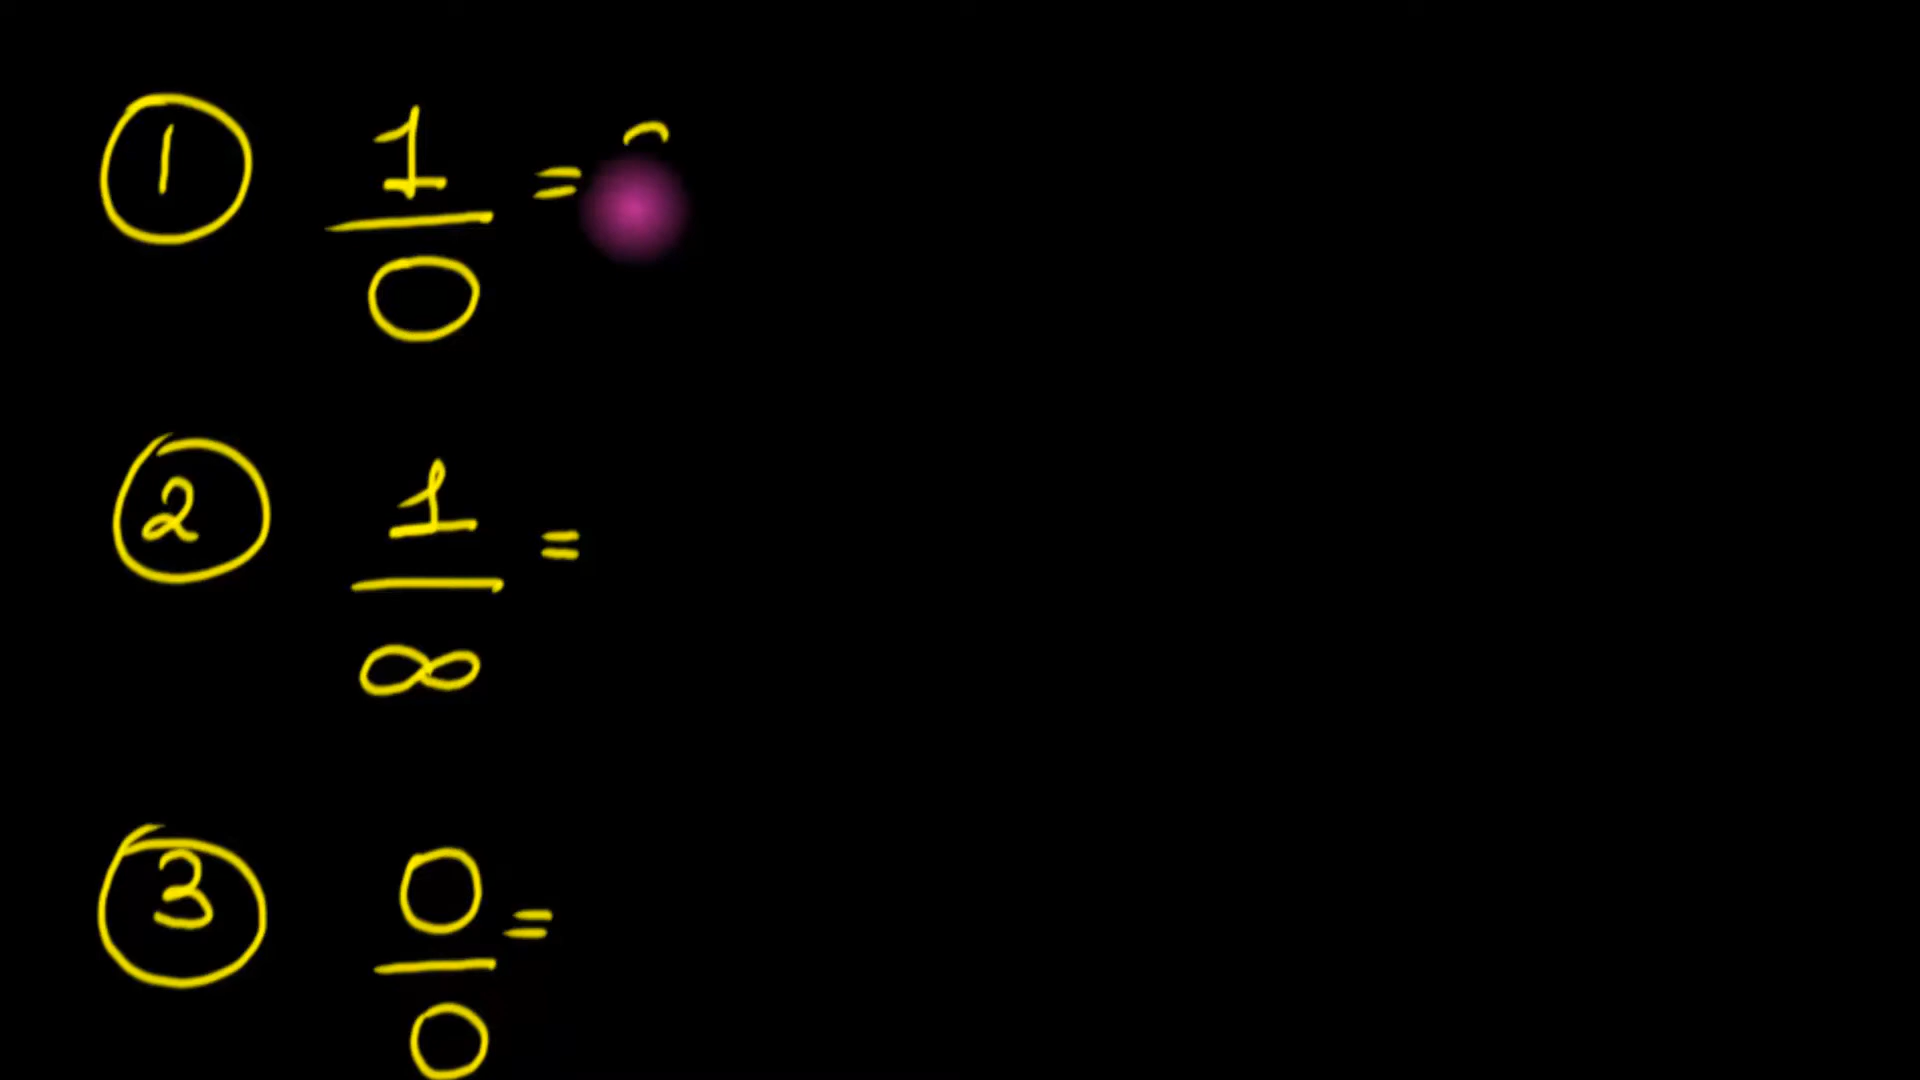 ① 1/0 =
② 1/∞ =
③ 0/0 =